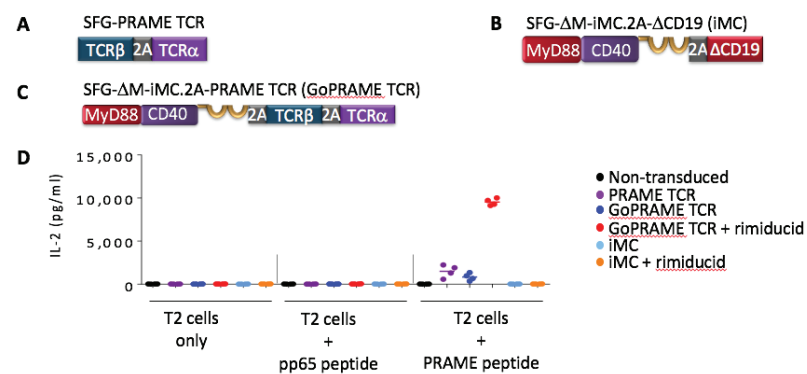 A
SFG-PRAME TCR
TCRβ 2A TCRα
B
SFG-ΔM-iMC.2A-ΔCD19 (iMC)
MyD88 CD40 2A ΔCD19
C
SFG-ΔM-iMC.2A-PRAME TCR (GoPRAME TCR)
MyD88 CD40 2A TCRβ 2A TCRα
D
IL-2 (pg/ml)
15,000
10,000
5,000
0
T2 cells
only
T2 cells
+
pp65 peptide
T2 cells
+
PRAME peptide
Non-transduced
PRAME TCR
GoPRAME TCR
GoPRAME TCR + rimiducid
iMC
iMC + rimiducid